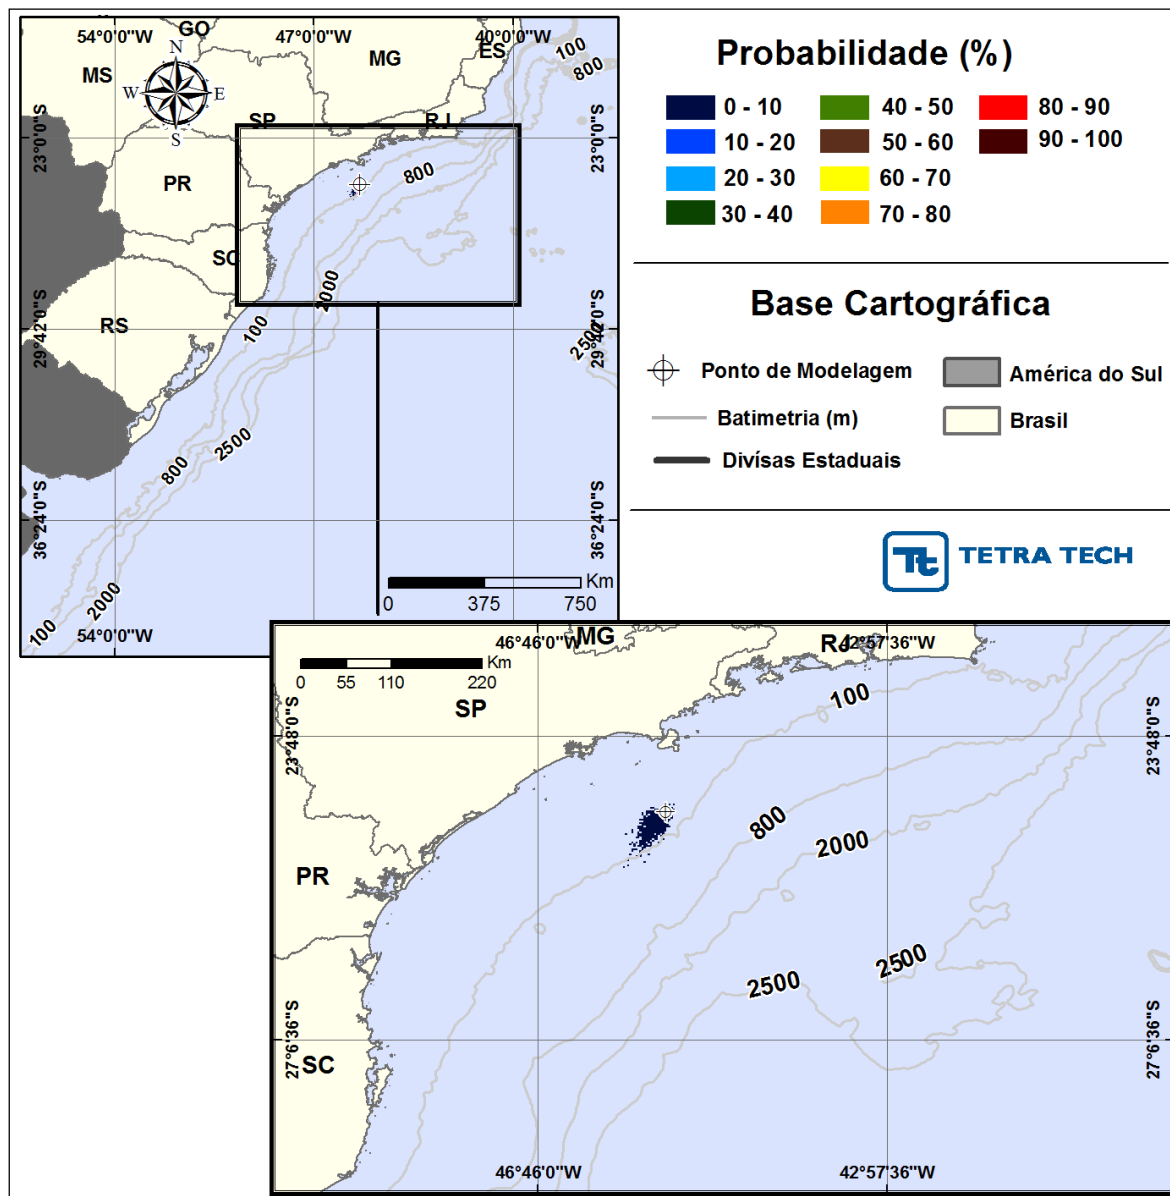 54°0'0"W
47°0'0"W
40°0'0"W
GO
MG
ES
MS
N
W
E
S
SP
RJ
PR
SC
RS
100
800
800
2000
100
2500
2500
800
2000
100
23°0'0"S
23°0'0"S
29°42'0"S
29°42'0"S
36°24'0"S
36°24'0"S
54°0'0"W
Km
0 375 750
Probabilidade (%)
0 - 10
40 - 50
80 - 90
10 - 20
50 - 60
90 - 100
20 - 30
60 - 70
30 - 40
70 - 80
Base Cartográfica
Ponto de Modelagem
América do Sul
Batimetria (m)
Brasil
Divísas Estaduais
Tt
TETRA TECH
46°46'0"W
MG
RJ
42°57'36"W
Km
0 55 110 220
SP
100
23°48'0"S
23°48'0"S
800
2000
PR
2500
2500
27°6'36"S
27°6'36"S
SC
46°46'0"W
42°57'36"W